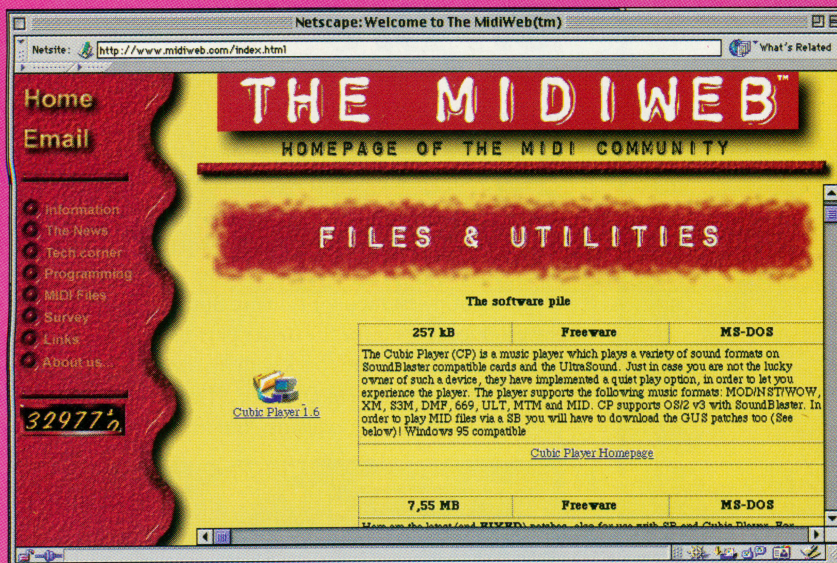 Netscape: Welcome to The MidiWeb(tm)
Netsite: http://www.midiweb.com/index.html
What's Related
Home
Email
Information
The News
Tech corner
Programming
MIDI Files
Survey
Links
About us...
32977
THE MIDIWEB™
HOMEPAGE OF THE MIDI COMMUNITY
FILES & UTILITIES
The software pile
257 kB Freeware MS-DOS
Cubic Player 1.6
The Cubic Player (CP) is a music player which plays a variety of sound formats on
SoundBlaster compatible cards and the UltraSound. Just in case you are not the lucky
owner of such a device, they have implemented a quiet play option, in order to let you
experience the player. The player supports the following music formats: MOD/NST/WOW,
XM, S3M, DMF, 669, ULT, MTM and MID. CP supports OS/2 v3 with SoundBlaster. In
order to play MID files via a SB you will have to download the GUS patches too (See
below)! Windows 95 compatible
Cubic Player Homepage
7,55 MB Freeware MS-DOS